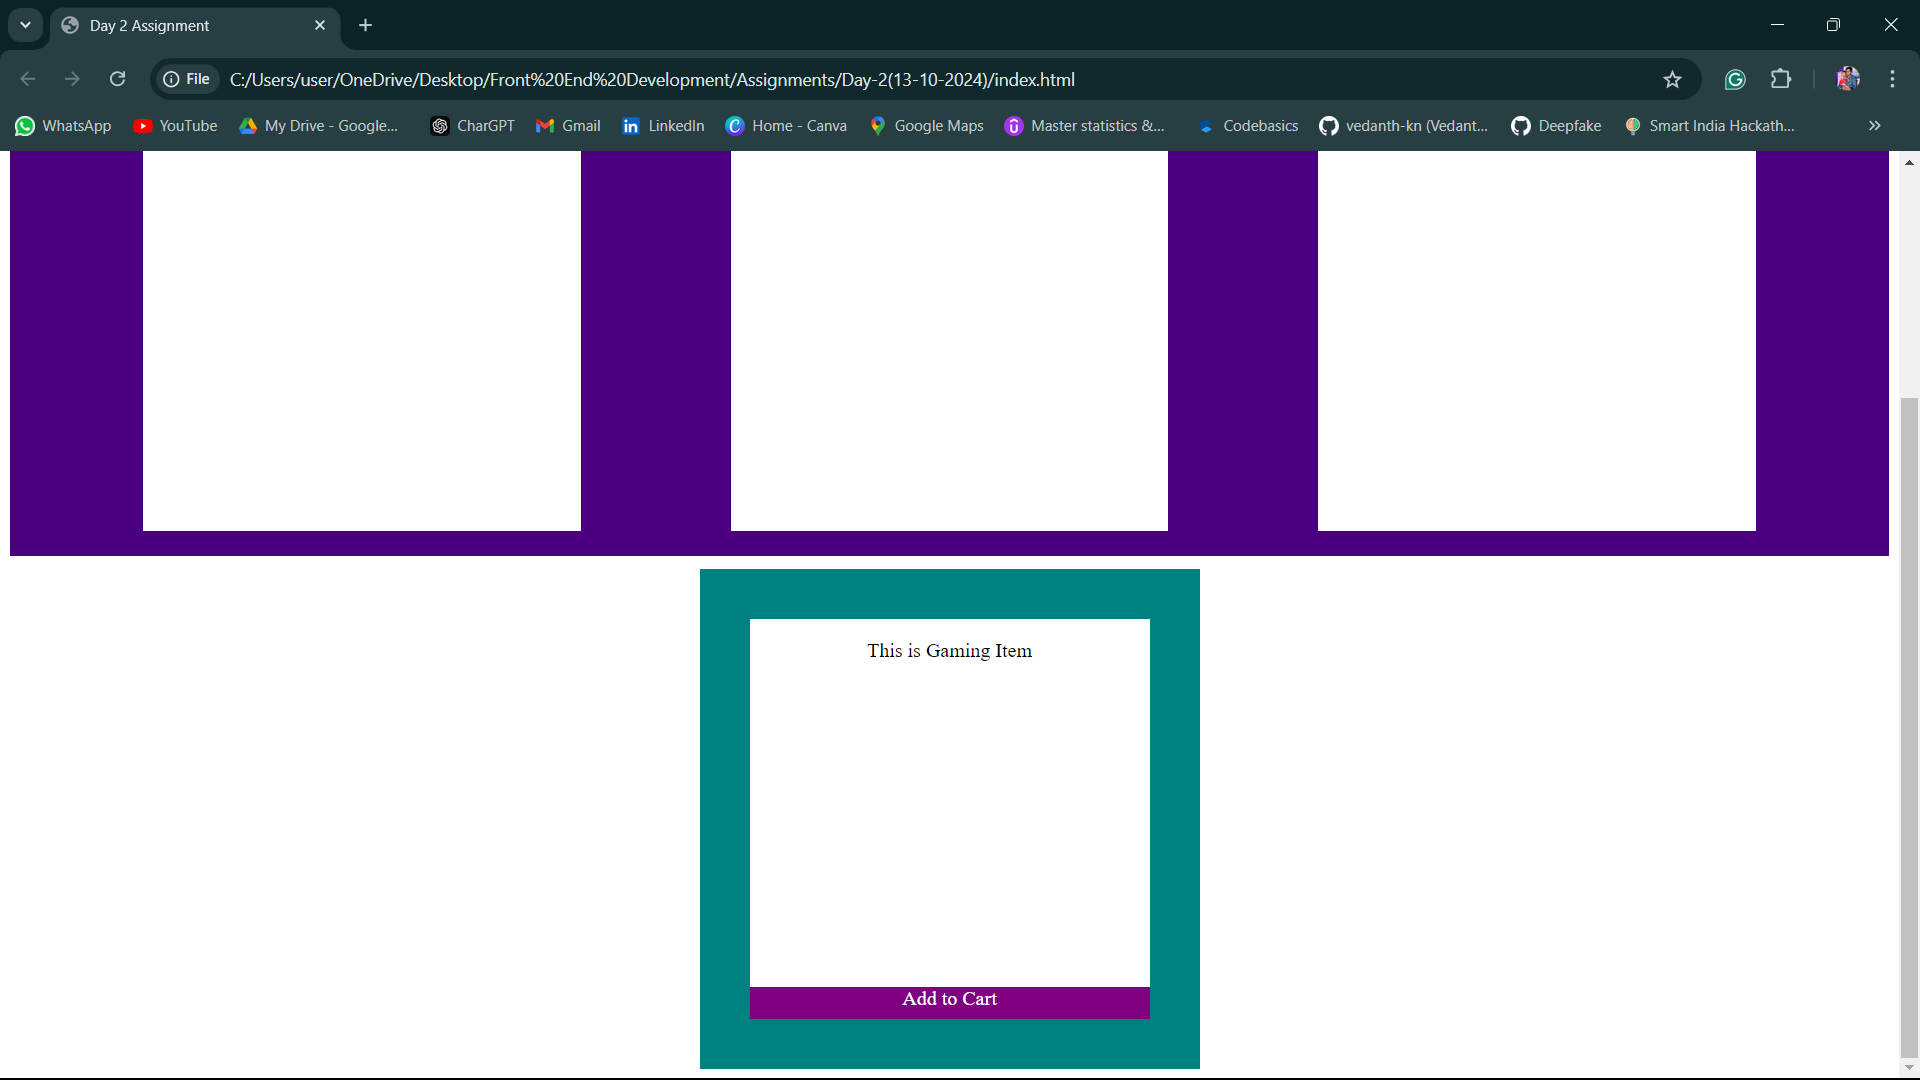 Day 2 Assignment
File
C:/Users/user/OneDrive/Desktop/Front%20End%20Development/Assignments/Day-2(13-10-2024)/index.html
WhatsApp
YouTube
My Drive - Google...
CharGPT
Gmail
LinkedIn
Home - Canva
Google Maps
Master statistics &...
Codebasics
vedanth-kn (Vedant...
Deepfake
Smart India Hackath...
This is Gaming Item
Add to Cart